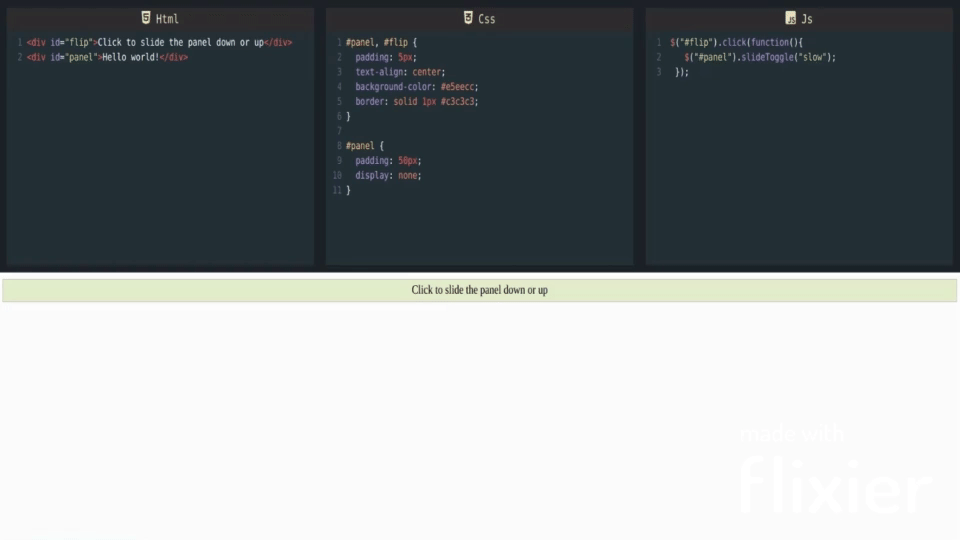 Html
1 <div id="flip">Click to slide the panel down or up</div>
2 <div id="panel">Hello world!</div>
Css
1 #panel, #flip {
2 padding: 5px;
3 text-align: center;
4 background-color: #e5eecc;
5 border: solid 1px #c3c3c3;
6 }
7
8 #panel {
9 padding: 50px;
10 display: none;
11 }
JS Js
1 $("#flip").click(function(){
2 $("#panel").slideToggle("slow");
3 });
Click to slide the panel down or up
made with
flixier